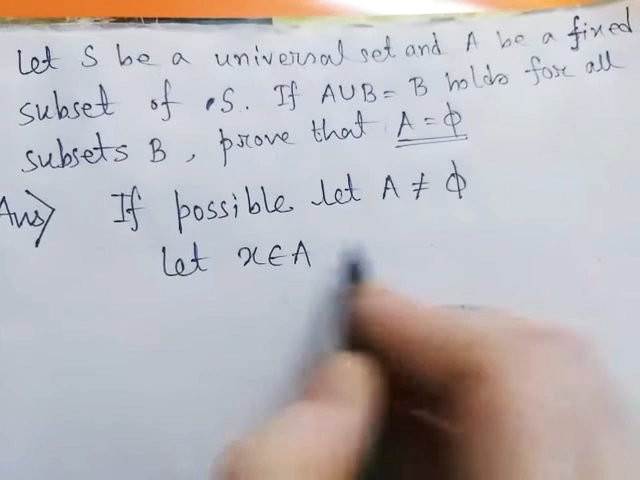 Let S be a universal set and A be a fixed
subset of S. If A∪B = B holds for all
subsets B, prove that A = ϕ
Ans> If possible let A ≠ ϕ
Let x∈A